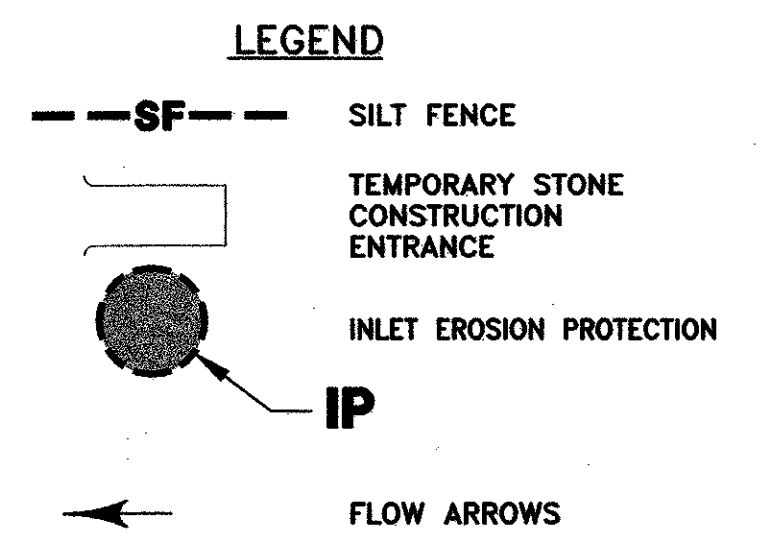 LEGEND
SF SILT FENCE
TEMPORARY STONE
CONSTRUCTION
ENTRANCE
INLET EROSION PROTECTION
IP
FLOW ARROWS